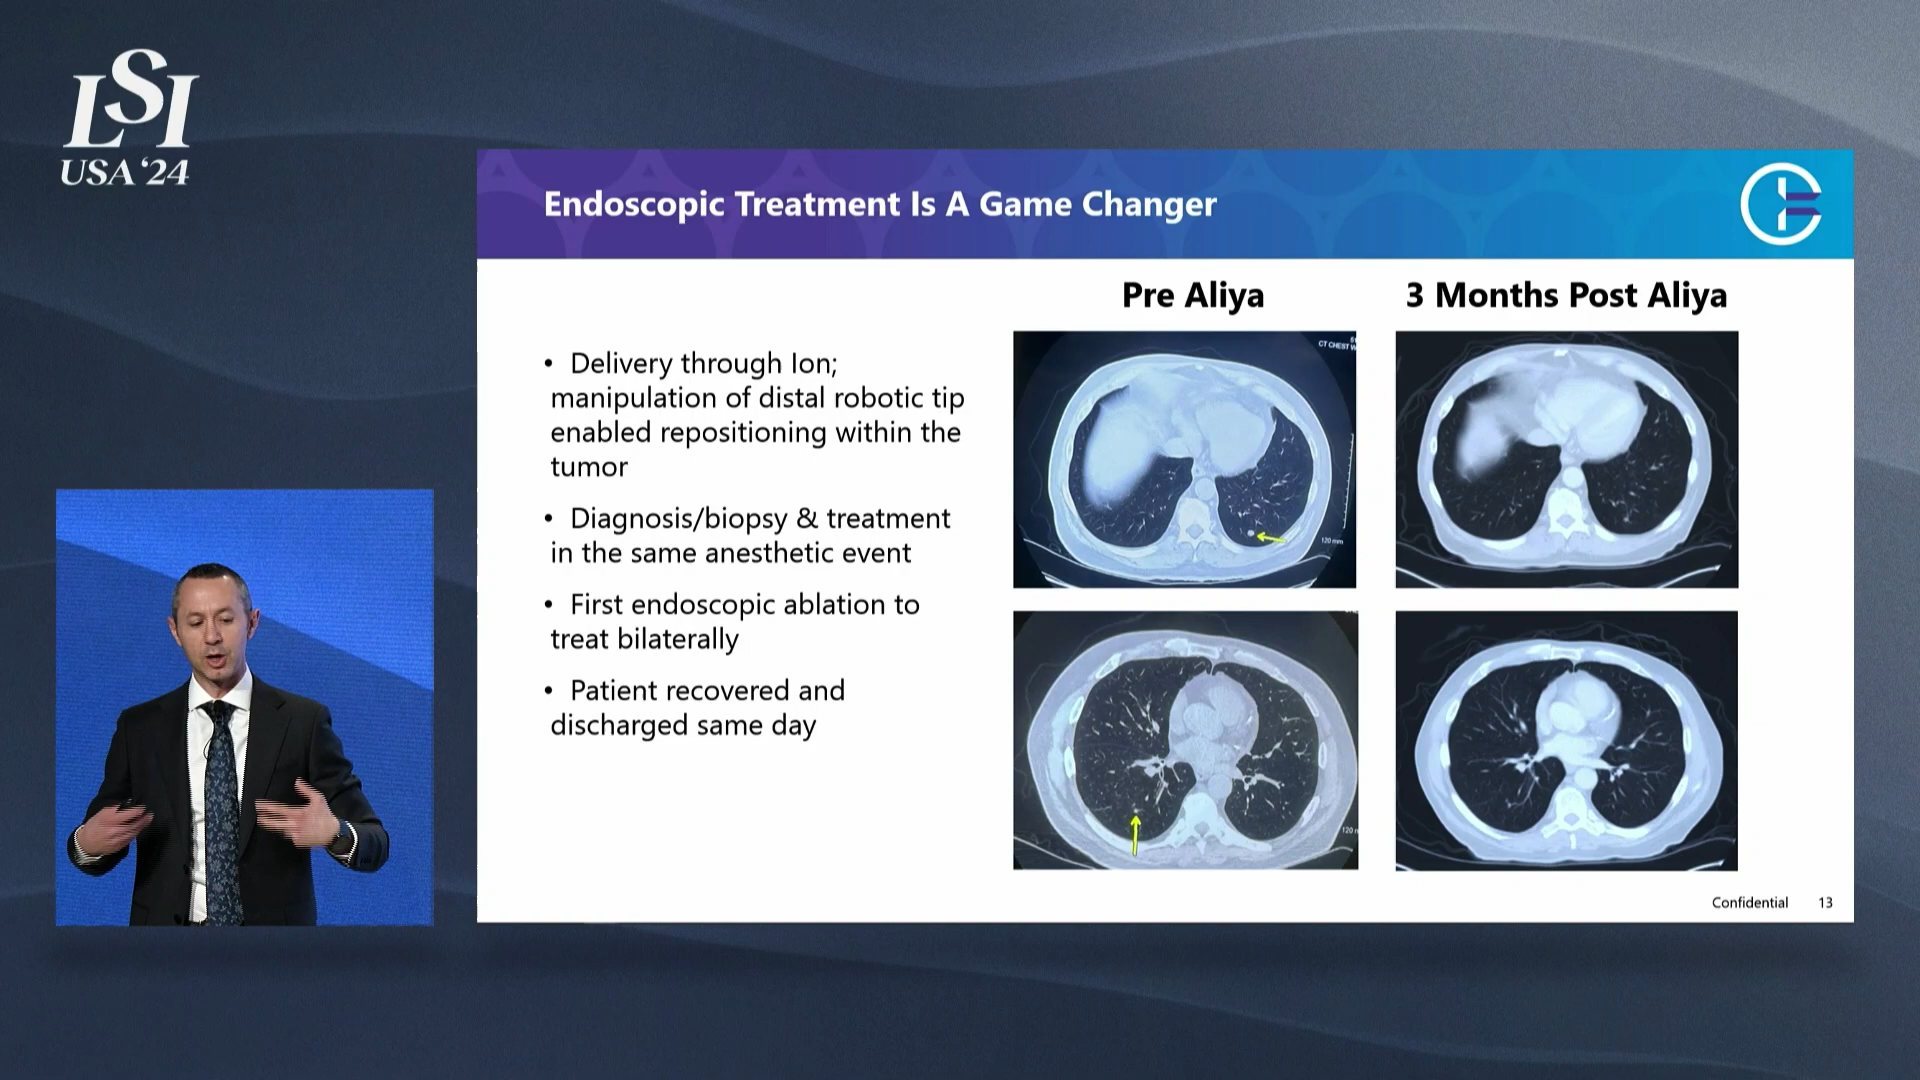 LSI
USA ‘24
Endoscopic Treatment Is A Game Changer
Pre Aliya
3 Months Post Aliya
• Delivery through Ion;
manipulation of distal robotic tip
enabled repositioning within the
tumor
• Diagnosis/biopsy & treatment
in the same anesthetic event
• First endoscopic ablation to
treat bilaterally
• Patient recovered and
discharged same day
CT CHEST
120 mm
120
Confidential 13